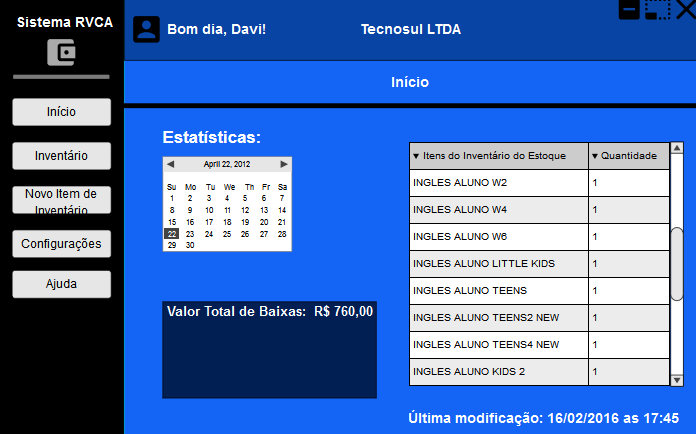 Sistema RVCA
Bom dia, Davi!
Tecnosul LTDA
Início
Início
Inventário
Novo Item de
Inventário
Configurações
Ajuda
Estatísticas:
April 22, 2012
Su Mo Tu We Th Fr Sa
1 2 3 4 5 6 7
8 9 10 11 12 13 14
15 16 17 18 19 20 21
22 23 24 25 26 27 28
29 30
Valor Total de Baixas: R$ 760,00
Itens do Inventário do Estoque Quantidade
INGLES ALUNO W2 1
INGLES ALUNO W4 1
INGLES ALUNO W6 1
INGLES ALUNO LITTLE KIDS 1
INGLES ALUNO TEENS 1
INGLES ALUNO TEENS2 NEW 1
INGLES ALUNO TEENS4 NEW 1
INGLES ALUNO KIDS 2 1
Última modificação: 16/02/2016 as 17:45